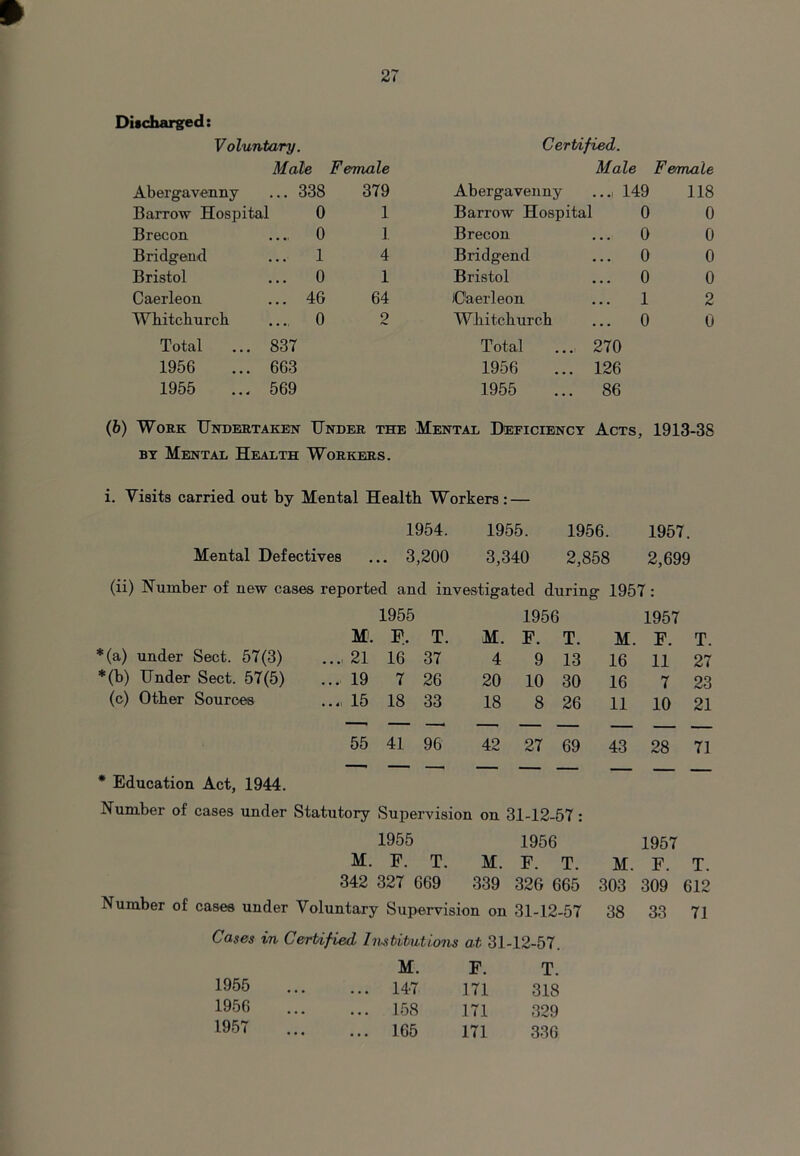 27
Discharged:
Voluntary. Certified.
Male Female Male Female
Abergavenny ... 338 379 Abergavenny .... 149 118
Barrow Hospital 0 1 Barrow Hospital 0 0
Brecon .... 0 1 Brecon ... 0 0
Bridgend ... 1 4 Bridgend ... 0 0
Bristol ... 0 1 Bristol ... 0 0
Caerleon ... 46 64 Caerleon ... 1 2
Whitchurch .... 0 2 Whitchurch ... 0 0
Total ... 837 Total .... 270
1956 ... 663 1956 ... 126
1955 ... 569 1955 ... 86
(b) Work Undertaken Under the Mental Deficiency Acts, 1913-38
by Mental Health Workers.
i. Visits carried out by Mental Health Workers:—
1954. 1955. 1956. 1957.
Mental Defectives ... 3,200 3,340 2,858 2,699
(ii) Number of new cases reported and investigated during 1957:
1955 1956 1957
M. F. T. M. F. T. M. F. T.
*(a) under Sect. 57(3) .... 21 16 37 4 9 13 16 11 27
*(b) Under Sect. 57(5) ... 19 7 26 20 10 30 16 7 23
(c) Other Sources .... 15 18 33 18 8 26 11 10 21
55 41 96 42 27 69 43 28 71
* Education Act, 1944.
Number of cases under Statutory Supervision on 31-12-57:
1955 1956 1957
M. F. T. M. F. T. M. F. T.
342 327 669 339 326 665 303 309 612
Number of cases under Voluntary Supervision on 31-12-57 38 33 71
Cases in Certified Institutions at 31-12-57.
M. F. T.
1955 ... ... 147 171 318
1956 ... ... 158 171 329
1957 ... ... 165 171 336